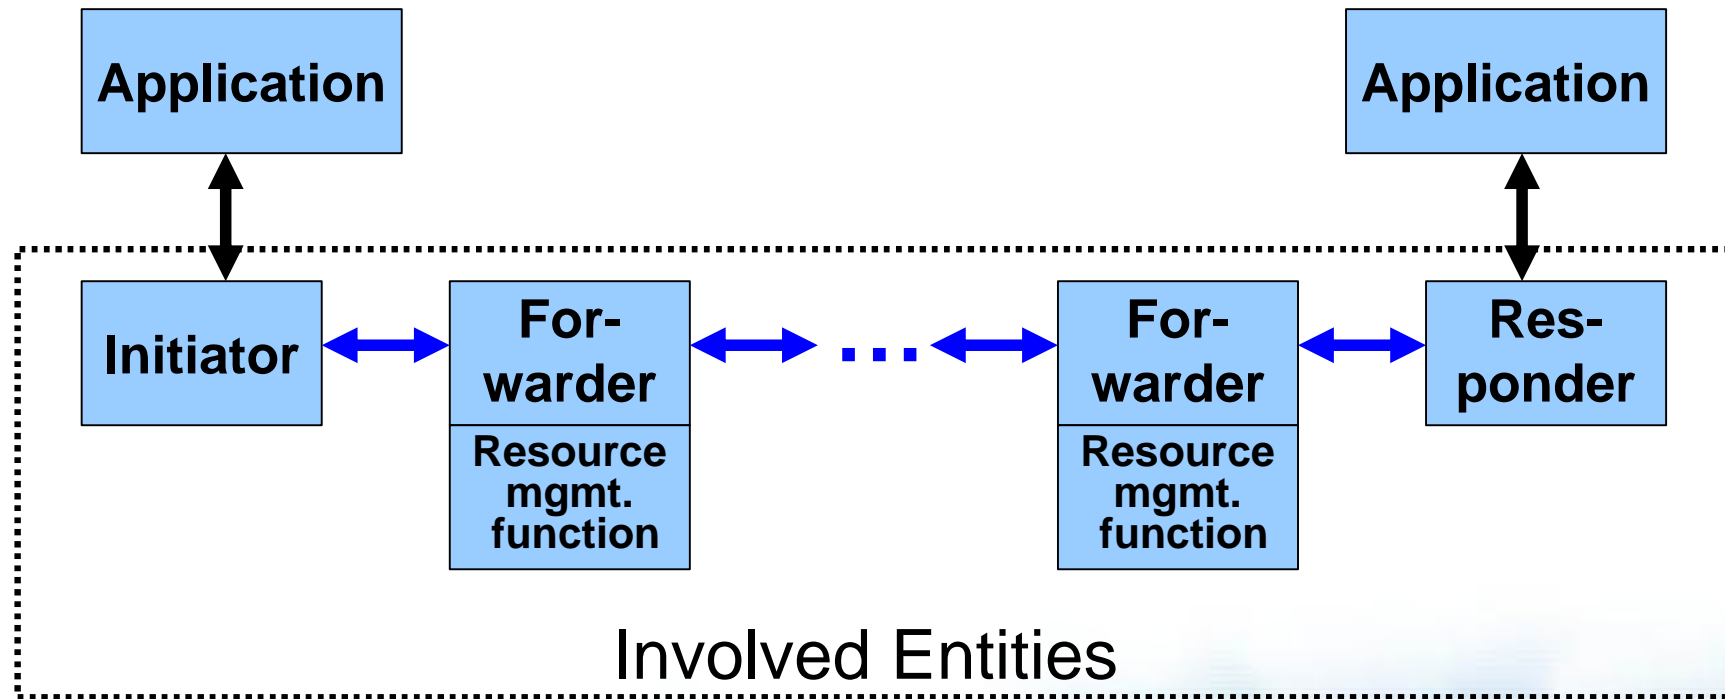 Application
Application
Initiator
For-
warder
Resource
mgmt.
function
...
For-
warder
Resource
mgmt.
function
Res-
ponder
Involved Entities